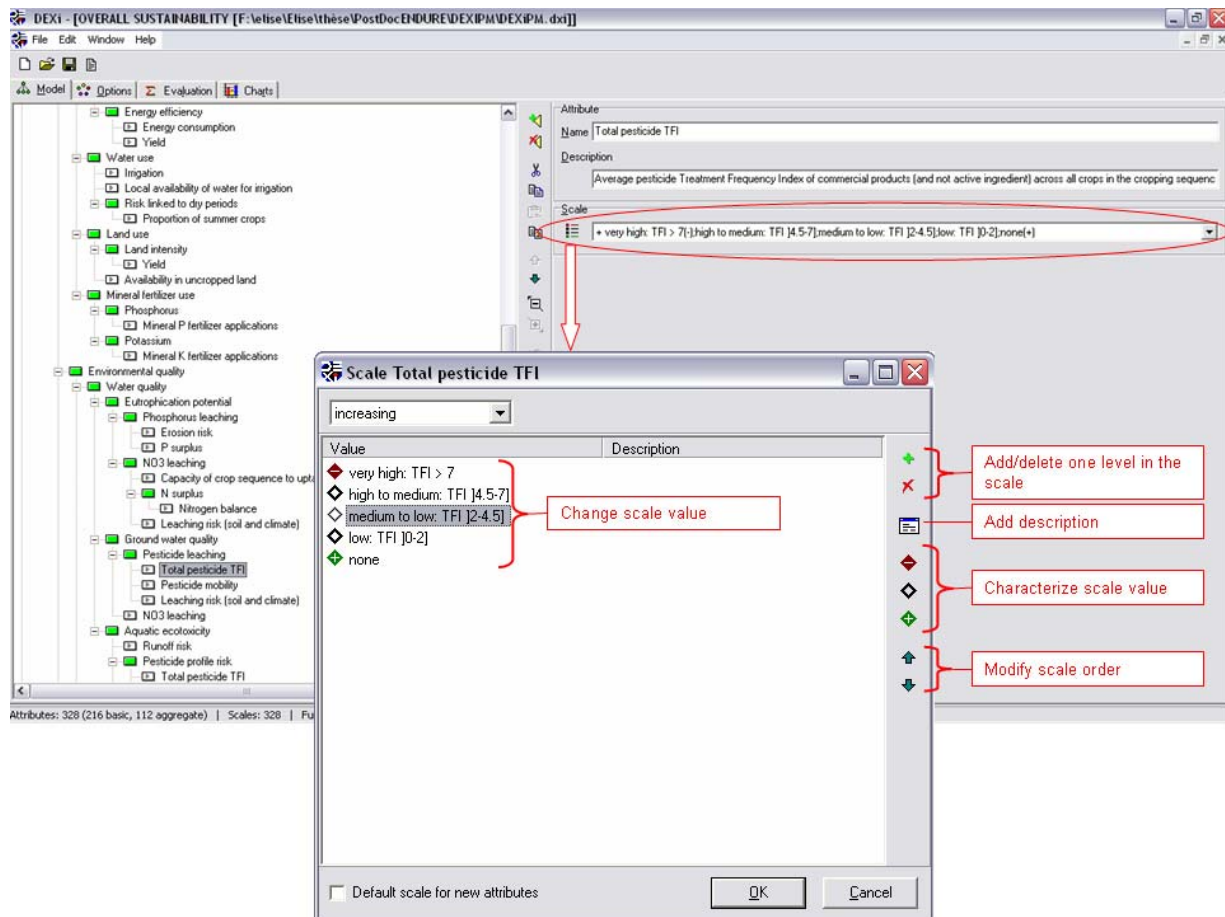 DEXi - [OVERALL SUSTAINABILITY [F:\elise\Elise\thèse\PostDocENDURE\DEXIPM\DEXiPM.dxi]]
File Edit Window Help
Model Options Evaluation Charts
Energy efficiency
Energy consumption
Yield
Water use
Irrigation
Local availability of water for irrigation
Risk linked to dry periods
Proportion of summer crops
Land use
Land intensity
Yield
Availability in uncropped land
Mineral fertilizer use
Phosphorus
Mineral P fertilizer applications
Potassium
Mineral K fertilizer applications
Environmental quality
Water quality
Eutrophication potential
Phosphorus leaching
Erosion risk
P surplus
NO3 leaching
Capacity of crop sequence to upta
N surplus
Nitrogen balance
Leaching risk (soil and climate)
Ground water quality
Pesticide leaching
Total pesticide TFI
Pesticide mobility
Leaching risk (soil and climate)
NO3 leaching
Aquatic ecotoxicity
Runoff risk
Pesticide profile risk
Total pesticide TFI
Attributes: 328 (216 basic, 112 aggregate) | Scales: 328 | Fu
Attribute
Name Total pesticide TFI
Description
Average pesticide Treatment Frequency Index of commercial products (and not active ingredient) across all crops in the cropping sequenc
Scale
+ very high: TFI > 7(-);high to medium: TFI ]4.5-7];medium to low: TFI ]2-4.5];low: TFI ]0-2];none(+)
Scale Total pesticide TFI
increasing
Value Description
very high: TFI > 7
high to medium: TFI ]4.5-7]
medium to low: TFI ]2-4.5]
low: TFI ]0-2]
none
Change scale value
Add/delete one level in the
scale
Add description
Characterize scale value
Modify scale order
Default scale for new attributes
OK
Cancel